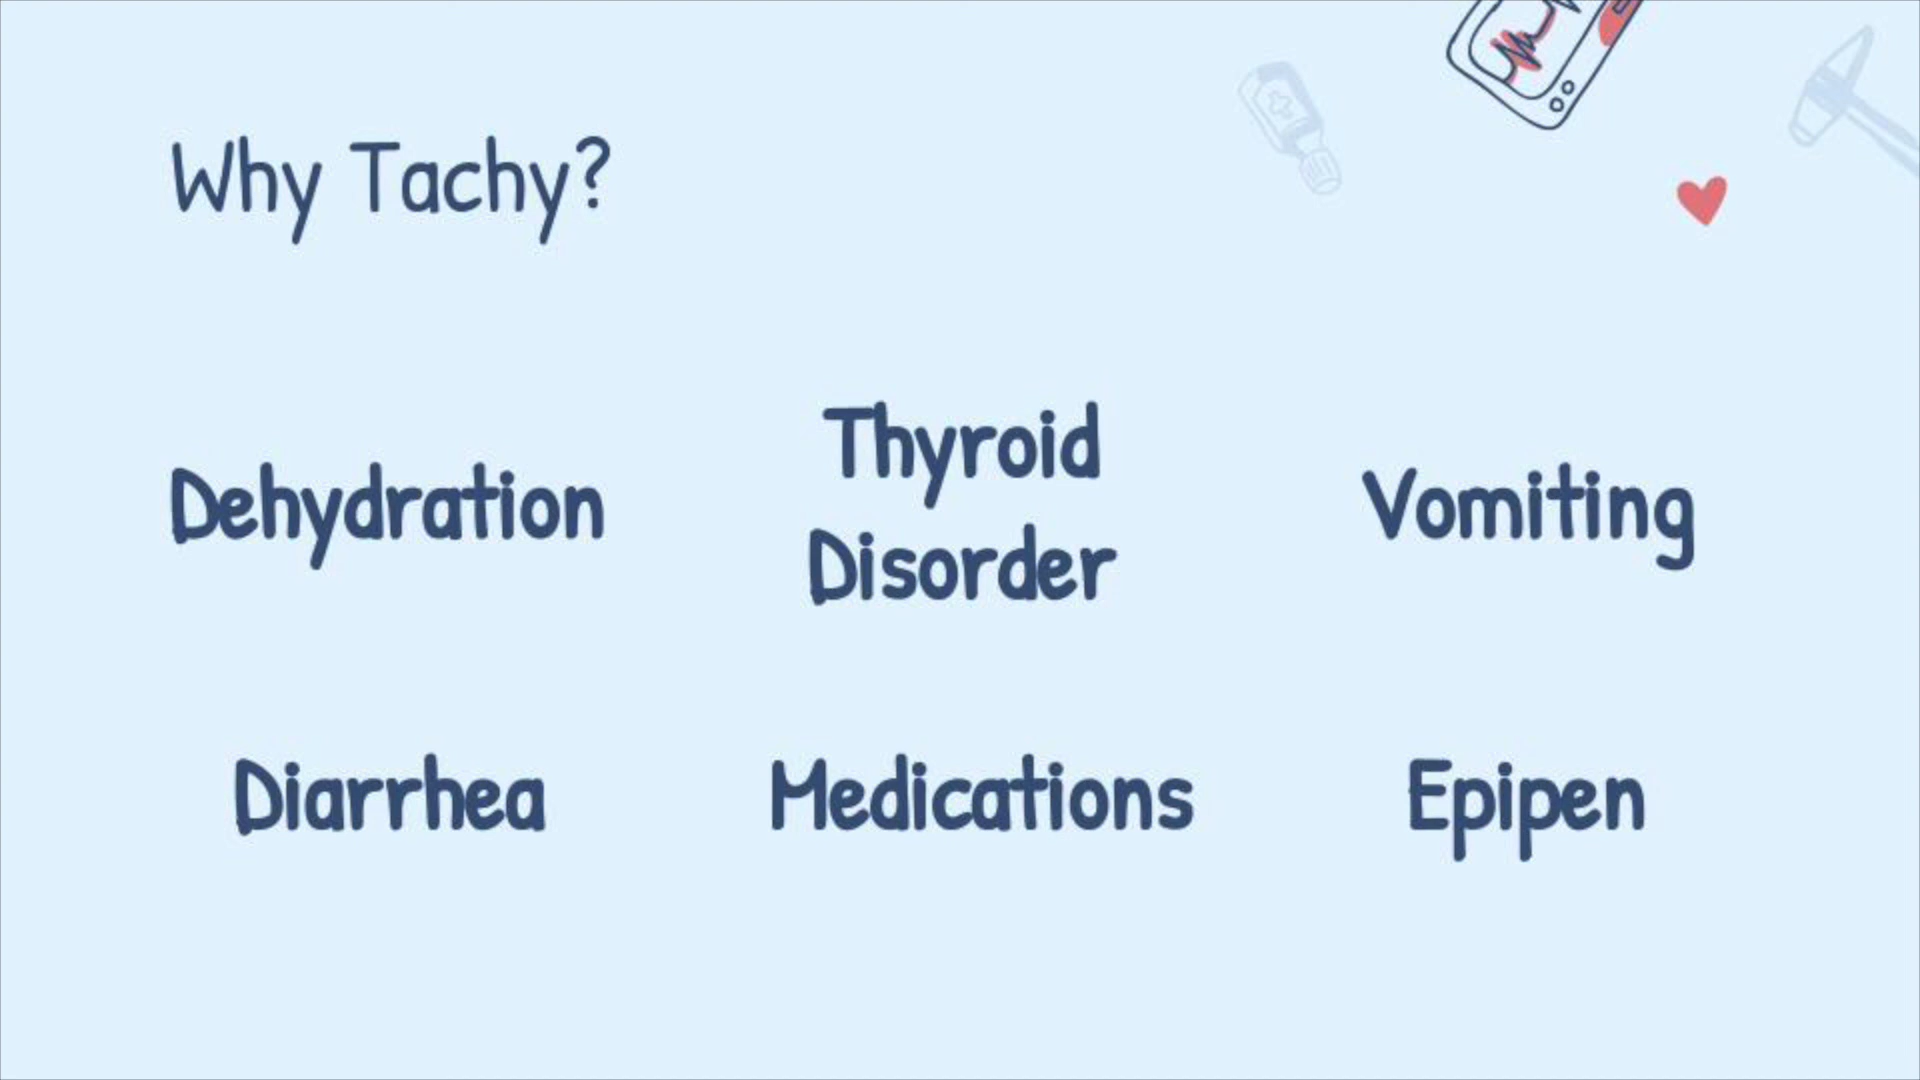 Why Tachy?
Dehydration
Thyroid
Disorder
Vomiting
Diarrhea
Medications
Epipen